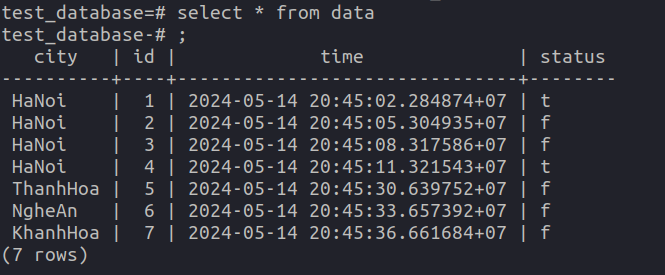 test_database=# select * from data
test_database-# ;
   city   | id |             time              | status
----------+----+-------------------------------+--------
 HaNoi    |  1 | 2024-05-14 20:45:02.284874+07 | t
 HaNoi    |  2 | 2024-05-14 20:45:05.304935+07 | f
 HaNoi    |  3 | 2024-05-14 20:45:08.317586+07 | f
 HaNoi    |  4 | 2024-05-14 20:45:11.321543+07 | t
 ThanhHoa |  5 | 2024-05-14 20:45:30.639752+07 | f
 NgheAn   |  6 | 2024-05-14 20:45:33.657392+07 | f
 KhanhHoa |  7 | 2024-05-14 20:45:36.661684+07 | f
(7 rows)